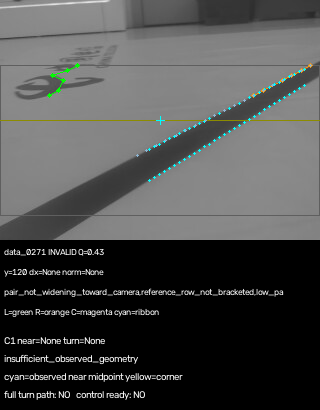 data_0271 INVALID Q=0.43
y=120 dx=None norm=None
pair_not_widening_toward_camera,reference_row_not_bracketed,low_pa
L=green R=orange C=magenta cyan=ribbon
C1 near=None turn=None
insufficient_observed_geometry
cyan=observed near midpoint yellow=corner
full turn path: NO control ready: NO